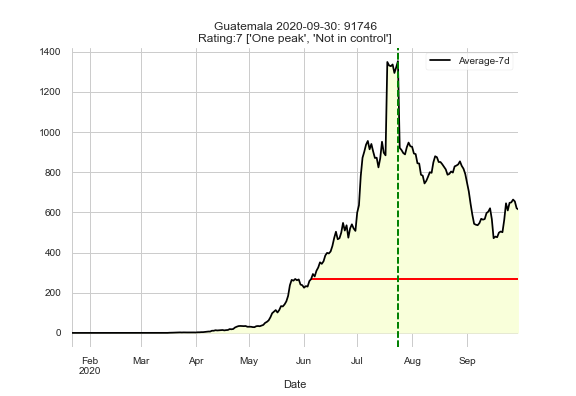 Guatemala 2020-09-30: 91746
Rating:7 ['One peak', 'Not in control']
Average-7d
1400
1200
1000
800
600
400
200
0
Feb Mar Apr May Jun Jul Aug Sep
2020
Date